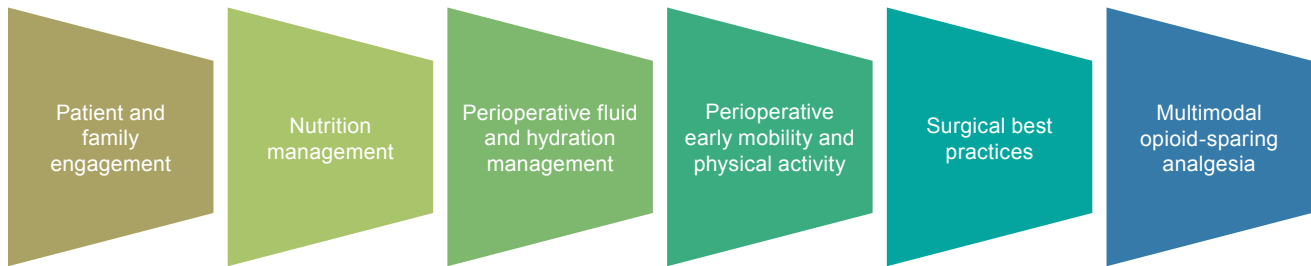 Patient and
family
engagement
Nutrition
management
Perioperative fluid
and hydration
management
Perioperative
early mobility and
physical activity
Surgical best
practices
Multimodal
opioid-sparing
analgesia